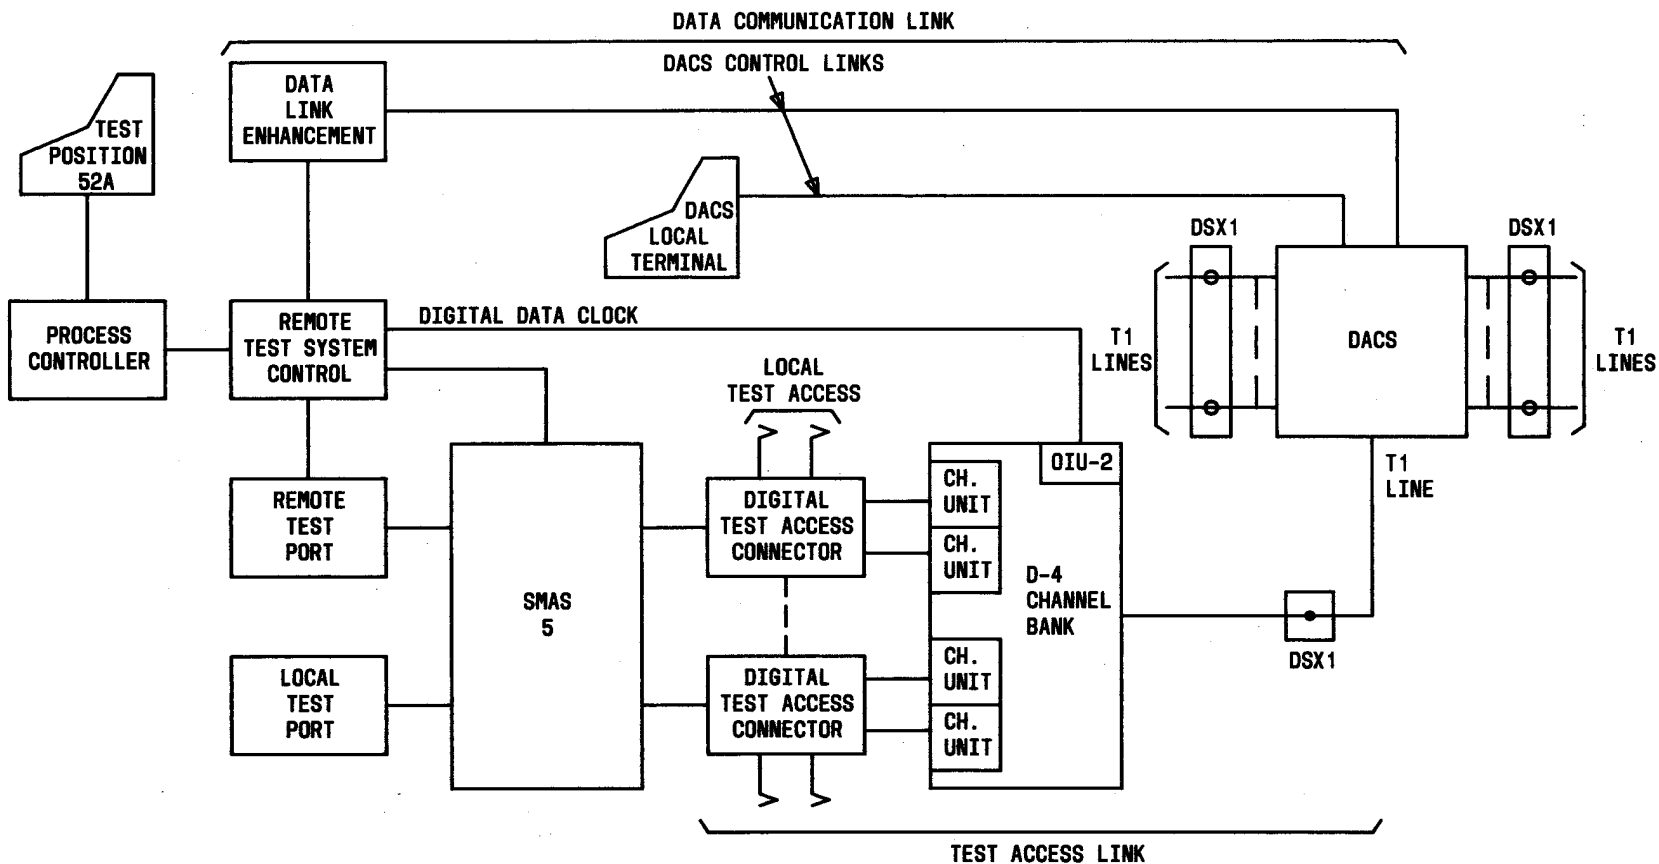 DATA COMMUNICATION LINK
DACS CONTROL LINKS
DATA
LINK
ENHANCEMENT
TEST
POSITION
52A
DACS
LOCAL
TERMINAL
DSX1
DSX1
PROCESS
CONTROLLER
REMOTE
TEST SYSTEM
CONTROL
DIGITAL DATA CLOCK
T1
LINES
DACS
T1
LINES
LOCAL
TEST ACCESS
REMOTE
TEST
PORT
SMAS
5
DIGITAL
TEST ACCESS
CONNECTOR
CH.
UNIT
CH.
UNIT
OIU-2
D-4
CHANNEL
BANK
T1
LINE
DSX1
LOCAL
TEST
PORT
DIGITAL
TEST ACCESS
CONNECTOR
CH.
UNIT
CH.
UNIT
TEST ACCESS LINK